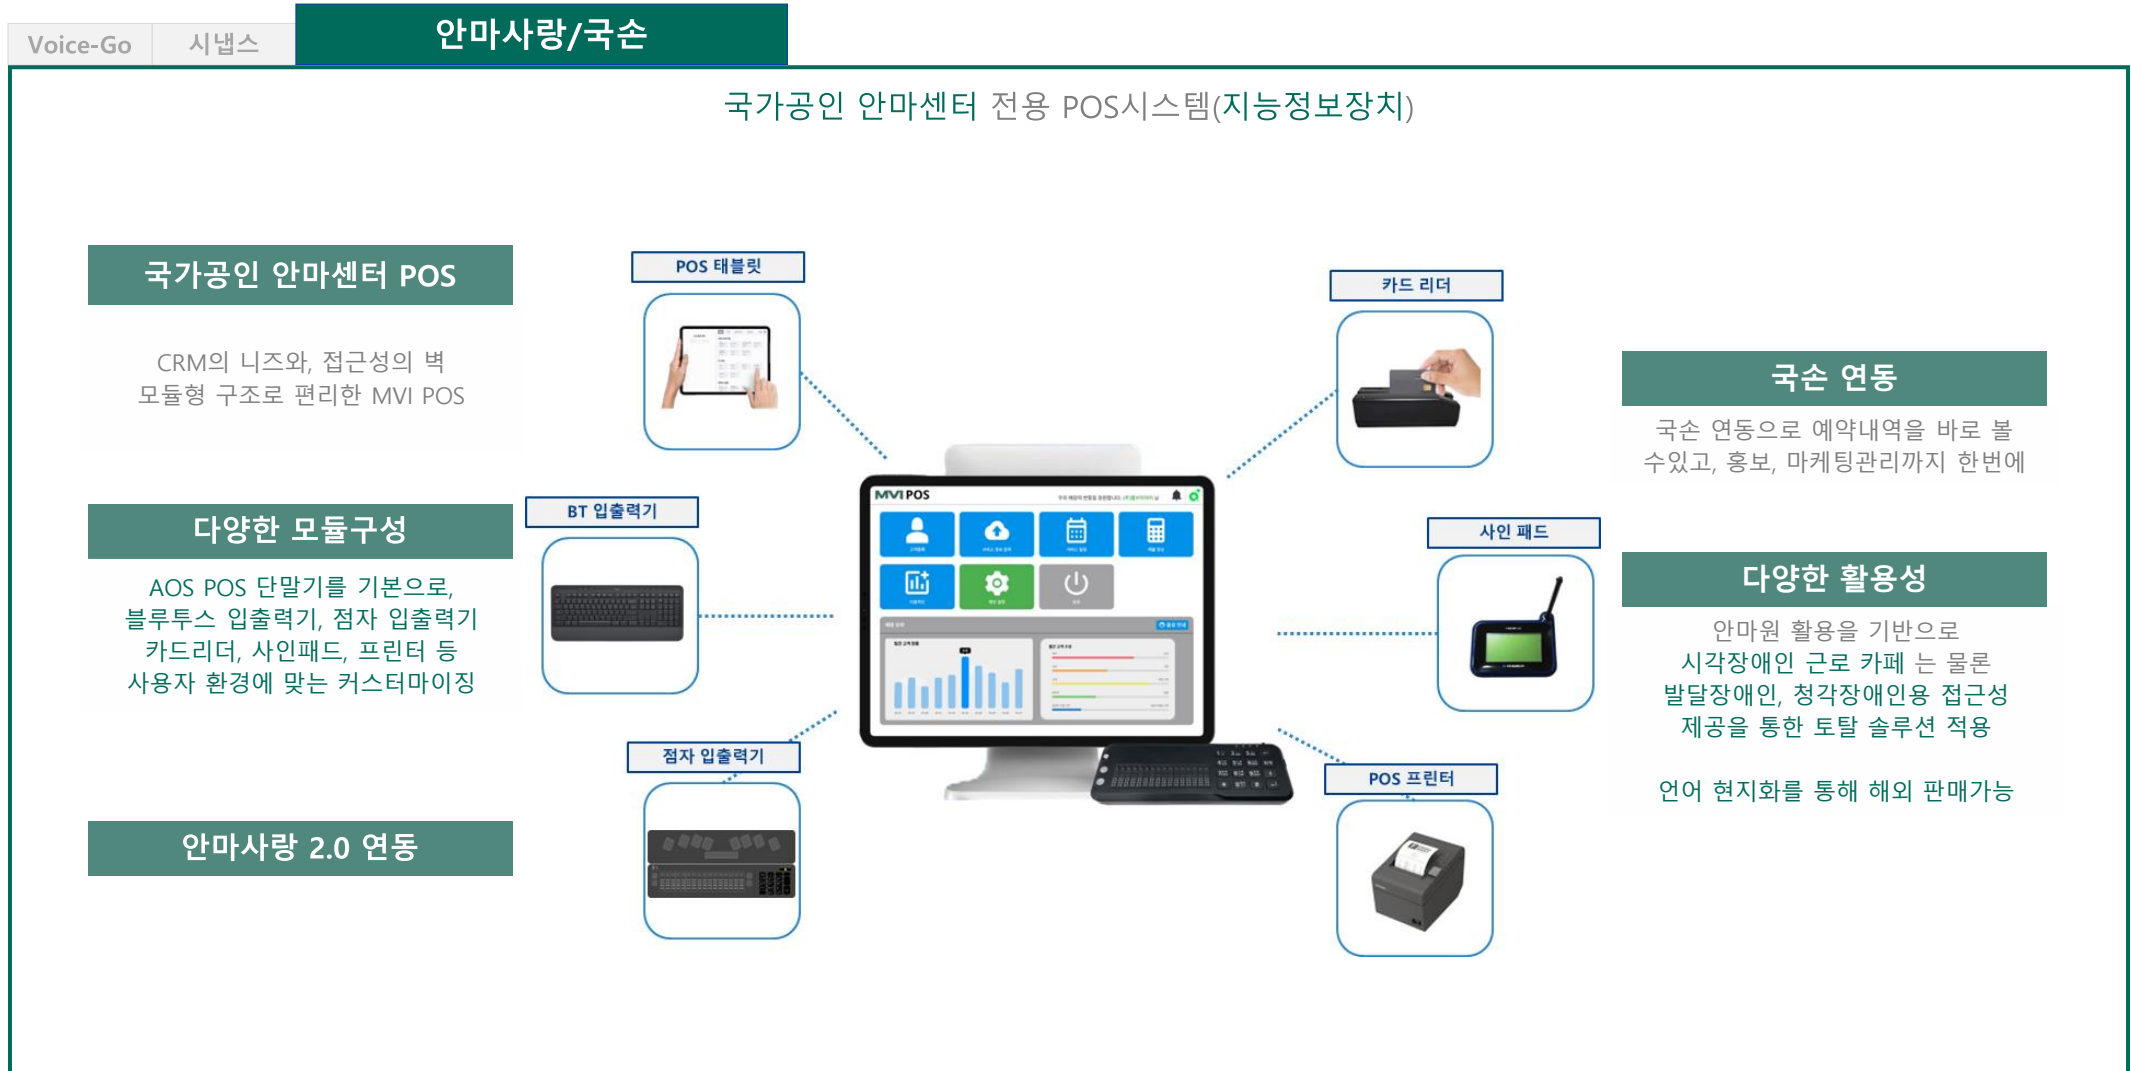 Voice-Go
시냅스
안마사랑/국손
국가공인 안마센터 전용 POS시스템(지능정보장치)
국가공인 안마센터 POS
CRM의 니즈와, 접근성의 벽
모듈형 구조로 편리한 MVI POS
다양한 모듈구성
AOS POS 단말기를 기본으로,
블루투스 입출력기, 점자 입출력기
카드리더, 사인패드, 프린터 등
사용자 환경에 맞는 커스터마이징
안마사랑 2.0 연동
POS 태블릿
BT 입출력기
점자 입출력기
MVI POS
카드 리더
사인 패드
POS 프린터
국손 연동
국손 연동으로 예약내역을 바로 볼
수있고, 홍보, 마케팅관리까지 한번에
다양한 활용성
안마원 활용을 기반으로
시각장애인 근로 카페 는 물론
발달장애인, 청각장애인용 접근성
제공을 통한 토탈 솔루션 적용
언어 현지화를 통해 해외 판매가능